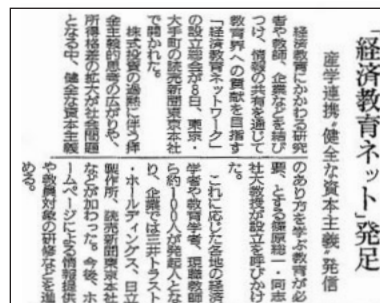 「経済教育ネット」発足
産学連携“健全な資本主義”発信
経済教育にかかわる研究
者や教師、企業などを結び
つけ、情報の共有を通じて
教育界への貢献を目指す
「経済教育ネットワーク」
の設立総会が8日、東京・
大手町の読売新聞東京本社
で開かれた。
株式投資の過熱に伴う拝
金主義的思考の広がりや、
所得格差の拡大が社会問題
となる中、健全な資本主義
のあり方を学ぶ教育が必
要、とする篠原総一・同志
社大教授が設立を呼びかけ
た。
これに応じた各地の経済
学者や教育学者、現職教師
ら約100人が発起人とな
り、企業では三井トラスト
・ホールディングス、日立
製作所、読売新聞東京本社
などが加わった。今後、ホ
ームページによる情報提供
や教員対象の研修などを進
める。